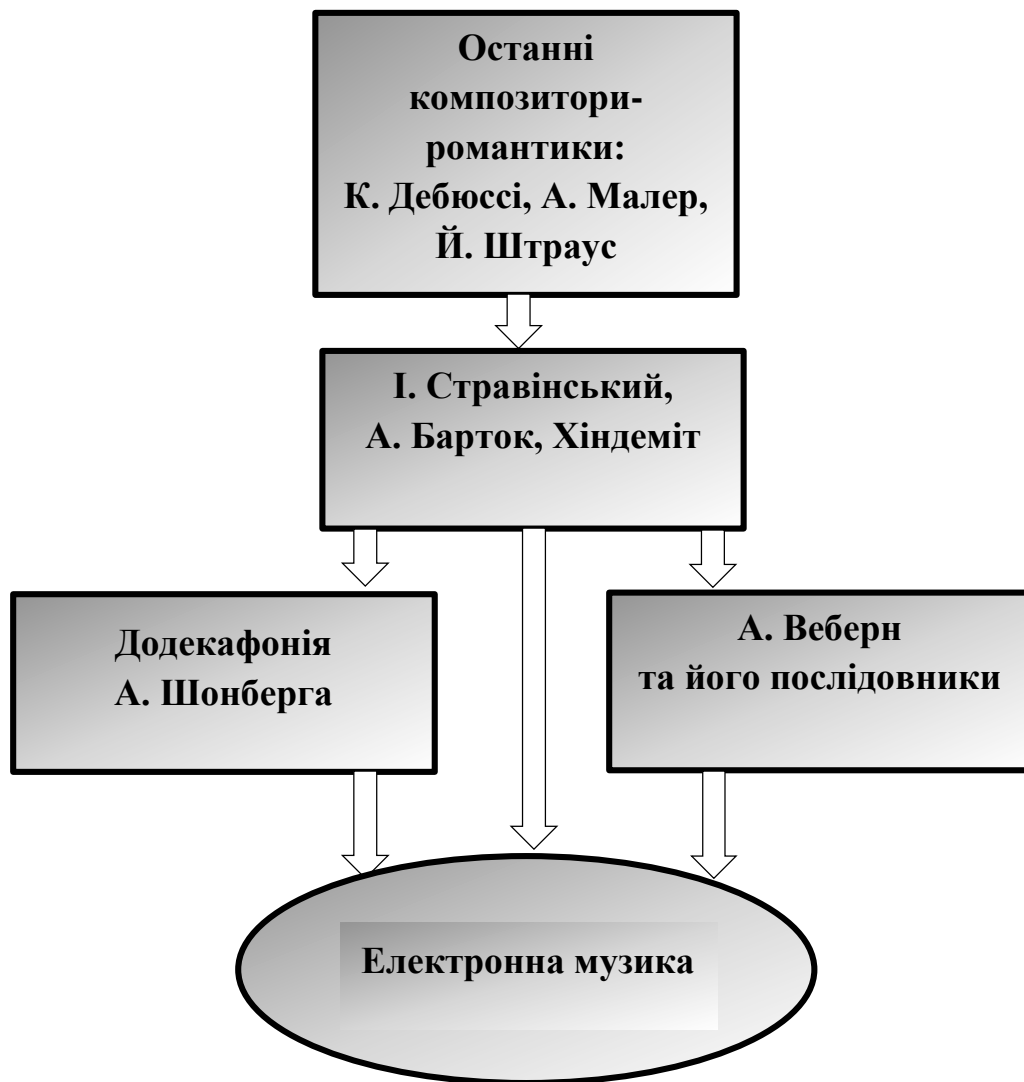 Останні
композитори-
романтики:
К. Дебюссі, А. Малер,
Й. Штраус
І. Стравінський,
А. Барток, Хіндеміт
Додекафонія
А. Шонберга
А. Веберн
та його послідовники
Електронна музика